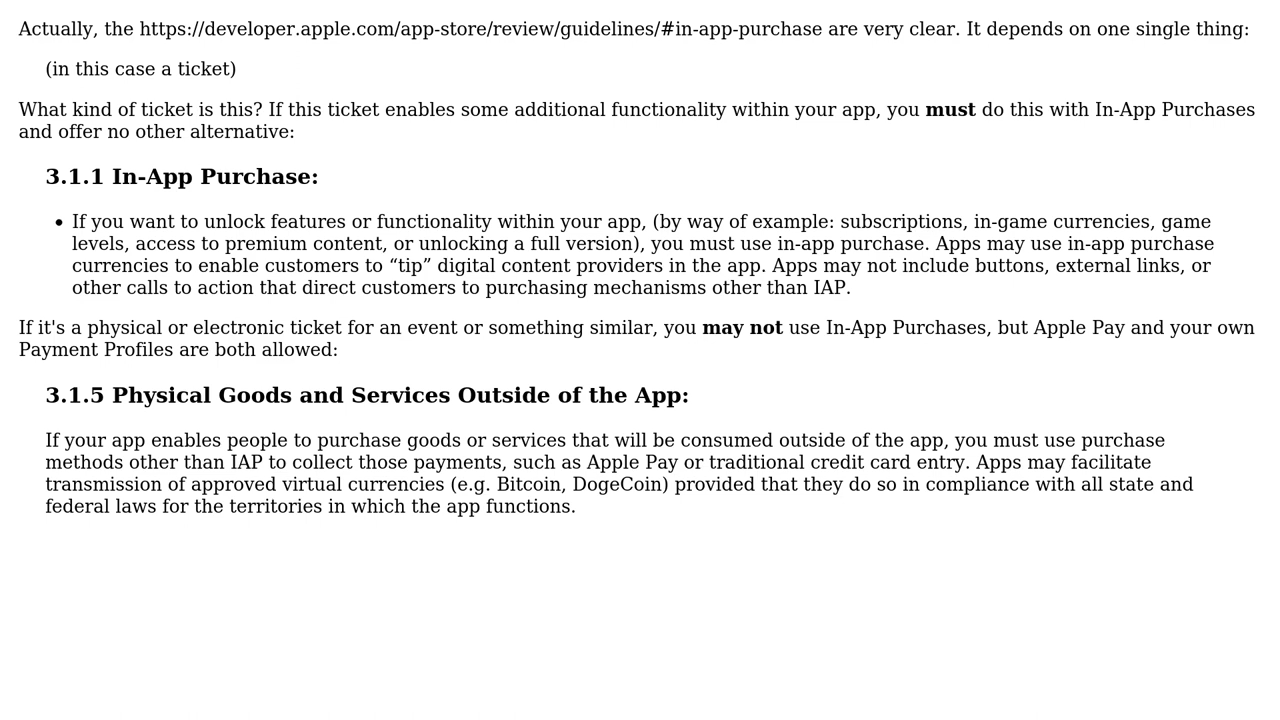 Actually, the https://developer.apple.com/app-store/review/guidelines/#in-app-purchase are very clear. It depends on one single thing:
(in this case a ticket)
What kind of ticket is this? If this ticket enables some additional functionality within your app, you must do this with In-App Purchases
and offer no other alternative:
3.1.1 In-App Purchase:
• If you want to unlock features or functionality within your app, (by way of example: subscriptions, in-game currencies, game
levels, access to premium content, or unlocking a full version), you must use in-app purchase. Apps may use in-app purchase
currencies to enable customers to “tip” digital content providers in the app. Apps may not include buttons, external links, or
other calls to action that direct customers to purchasing mechanisms other than IAP.
If it's a physical or electronic ticket for an event or something similar, you may not use In-App Purchases, but Apple Pay and your own
Payment Profiles are both allowed:
3.1.5 Physical Goods and Services Outside of the App:
If your app enables people to purchase goods or services that will be consumed outside of the app, you must use purchase
methods other than IAP to collect those payments, such as Apple Pay or traditional credit card entry. Apps may facilitate
transmission of approved virtual currencies (e.g. Bitcoin, DogeCoin) provided that they do so in compliance with all state and
federal laws for the territories in which the app functions.